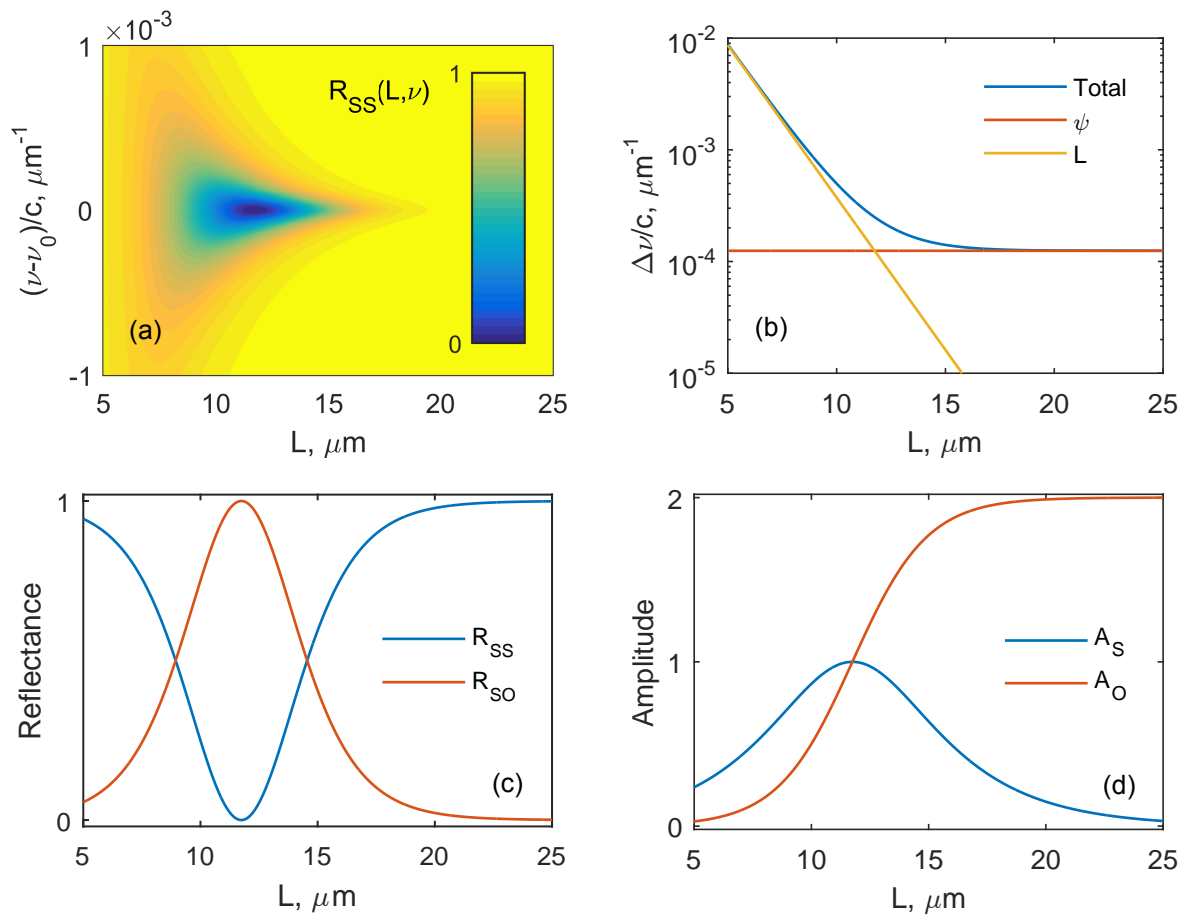 ×10⁻³
1
0
-1
(ν-ν₀)/c, μm⁻¹
R_SS(L,ν)
1
0
(a)
5 10 15 20 25
L, μm
10⁻²
10⁻³
10⁻⁴
10⁻⁵
Δν/c, μm⁻¹
Total
ψ
L
(b)
5 10 15 20 25
L, μm
1
0
Reflectance
R_SS
R_SO
(c)
5 10 15 20 25
L, μm
2
1
0
Amplitude
A_S
A_O
(d)
5 10 15 20 25
L, μm